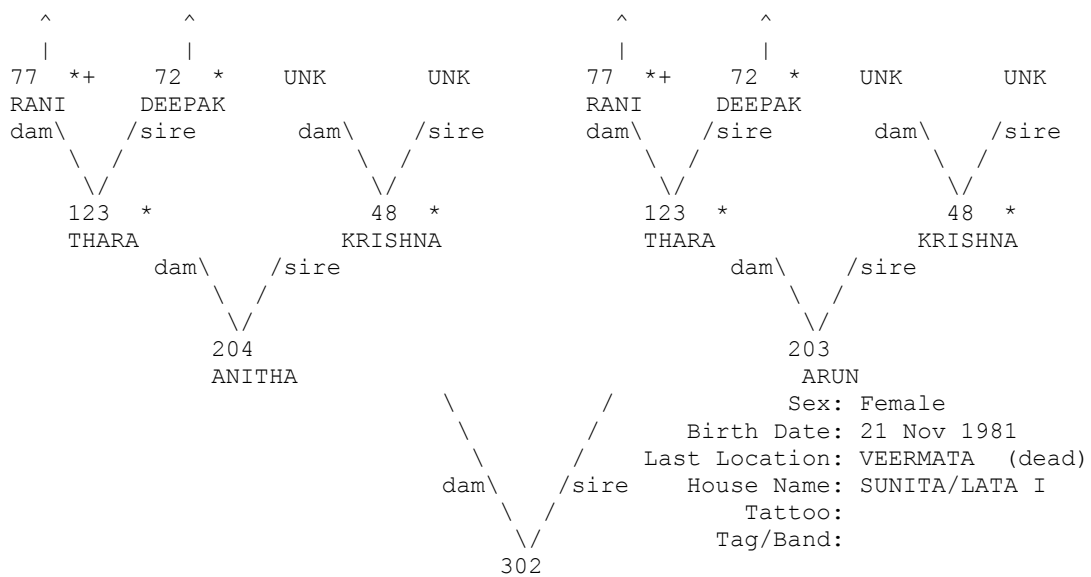 ^ ^ ^ ^
| | | |
77 *+ 72 * UNK UNK 77 *+ 72 * UNK UNK
RANI DEEPAK RANI DEEPAK
dam\ /sire dam\ /sire dam\ /sire dam\ /sire
\ / \ / \ / \ /
\/ \/ \/ \/
123 * 48 * 123 * 48 *
THARA KRISHNA THARA KRISHNA
dam\ /sire dam\ /sire
\ / \ /
\/ \/
204 203
ANITHA ARUN
\ / Sex: Female
\ / Birth Date: 21 Nov 1981
\ / Last Location: VEERMATA (dead)
dam\ /sire House Name: SUNITA/LATA I
\ / Tattoo:
\/ Tag/Band:
302